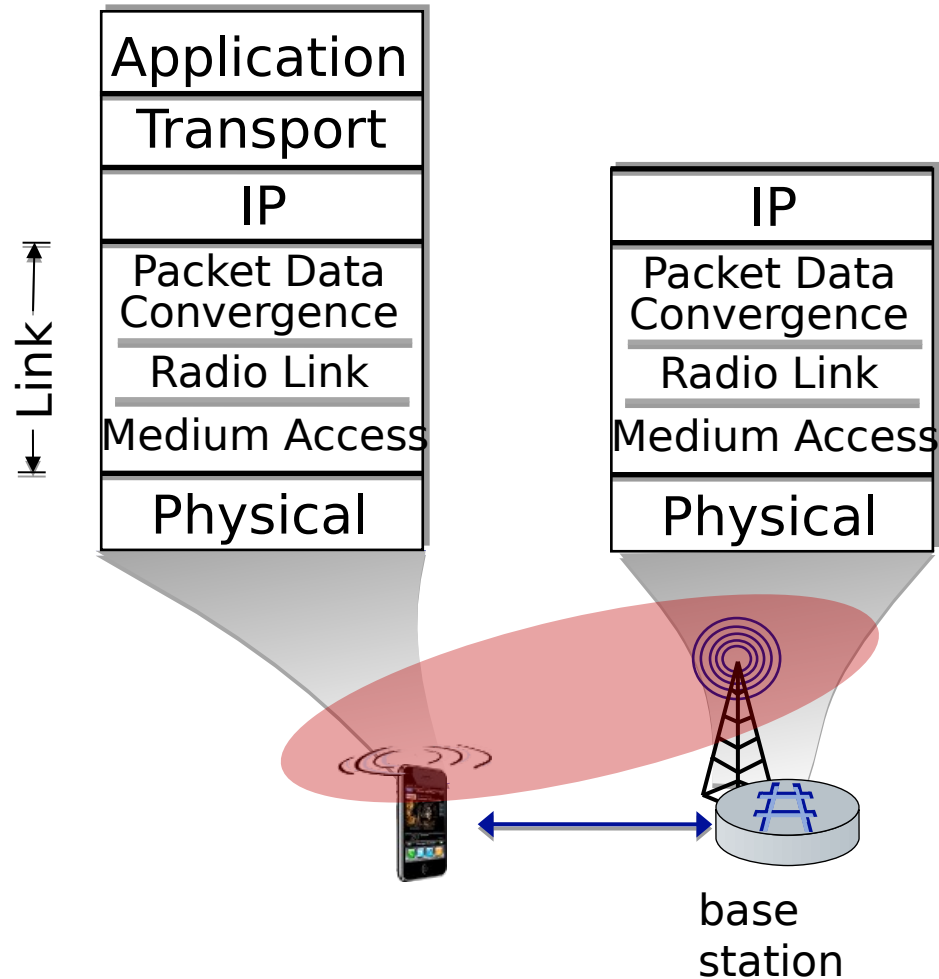 Application
Transport
IP
Packet Data
Convergence
Radio Link
Medium Access
Physical
Link
IP
Packet Data
Convergence
Radio Link
Medium Access
Physical
base
station